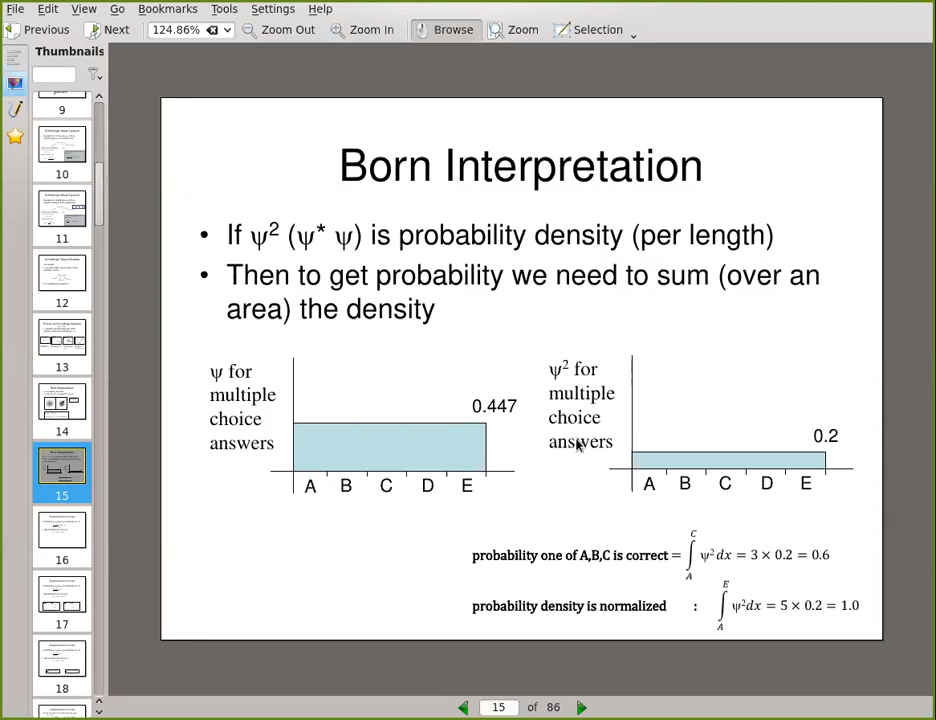 File Edit View Go Bookmarks Tools Settings Help
Previous Next 124.86% Zoom Out Zoom In Browse Zoom Selection
Thumbnails
9
10
11
12
13
14
15
16
17
18
Born Interpretation
• If ψ² (ψ* ψ) is probability density (per length)
• Then to get probability we need to sum (over an
area) the density
ψ for
multiple
choice
answers
0.447
A B C D E
ψ² for
multiple
choice
answers
0.2
A B C D E
probability one of A,B,C is correct = ∫_A^C ψ²dx = 3 × 0.2 = 0.6
probability density is normalized : ∫_A^E ψ²dx = 5 × 0.2 = 1.0
15 of 86